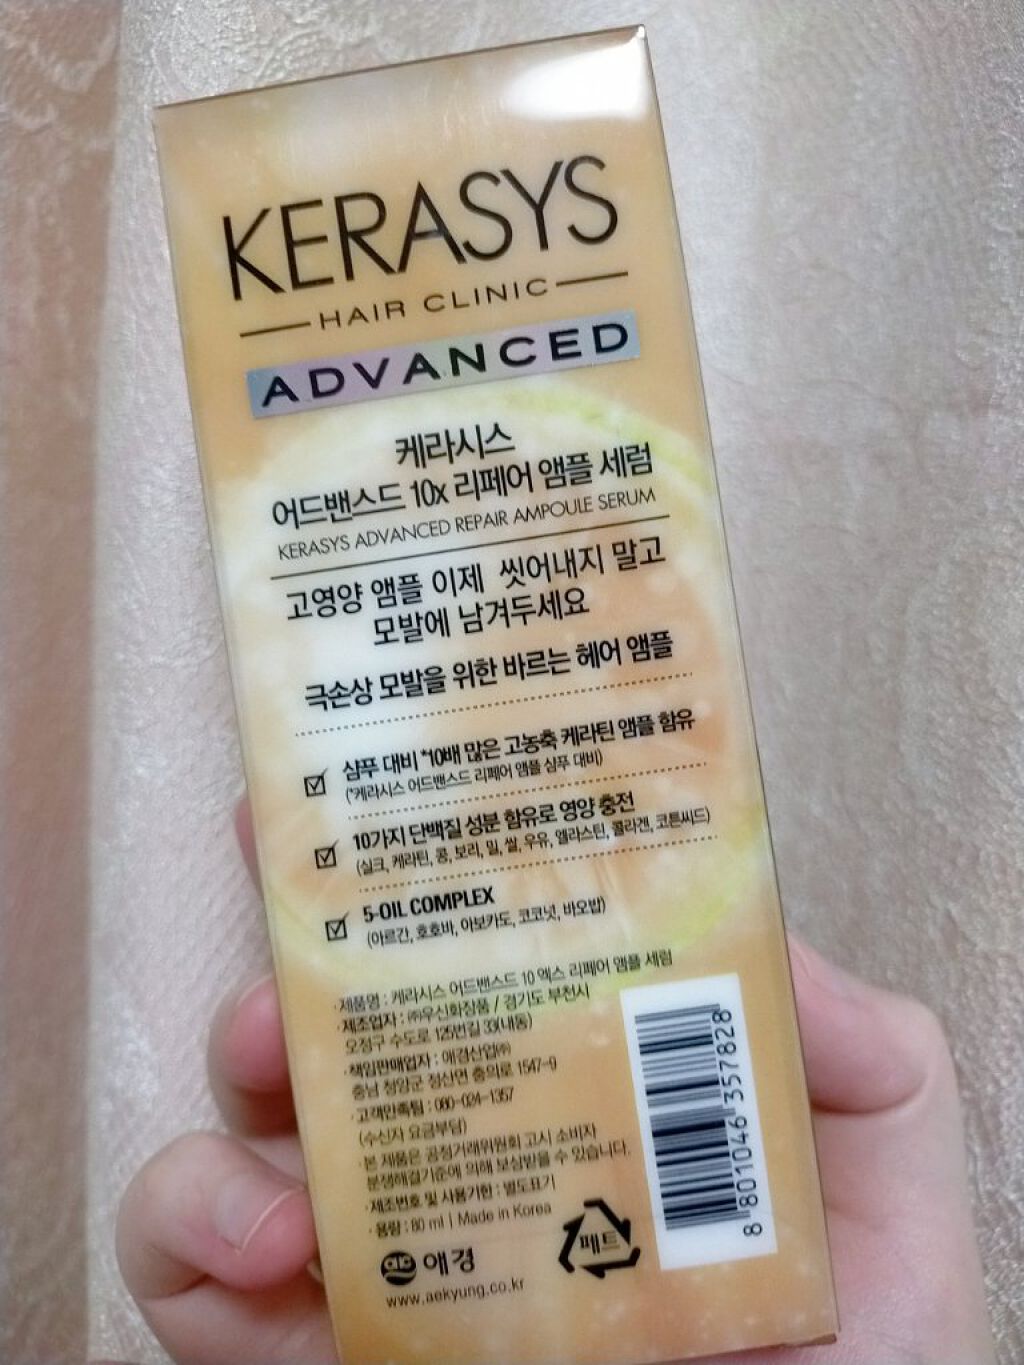 KERASYS
HAIR CLINIC
ADVANCED
케라시스
어드밴스드 10x 리페어 앰플 세럼
KERASYS ADVANCED REPAIR AMPOULE SERUM
고영양 앰플 이제 씻어내지 말고
모발에 남겨두세요
극손상 모발을 위한 바르는 헤어 앰플
샴푸 대비 *10배 많은 고농축 케라틴 앰플 함유
(*케라시스 어드밴스드 리페어 앰플 샴푸 대비)
10가지 단백질 성분 함유로 영양 충전
(실크, 케라틴, 콩, 보리, 밀, 쌀, 우유, 엘라스틴, 콜라겐, 코튼씨드)
5-OIL COMPLEX
(아르간, 호호바, 아보카도, 코코넛, 바오밥)
·제품명 : 케라시스 어드밴스드 10 엑스 리페어 앰플 세럼
·제조업자 : ㈜우신화장품 / 경기도 부천시
오정구 수도로 125번길 33(내동)
·책임판매업자 : 애경산업㈜
충남 청양군 정산면 충의로 1547-9
·고객만족팀 : 080-024-1357
(수신자 요금부담)
·본 제품은 공정거래위원회 고시 소비자
분쟁해결기준에 의해 보상받을 수 있습니다.
·제조번호 및 사용기한 : 별도표기
·용량 : 80 ml | Made in Korea
애경
www.aekyung.co.kr
페트
8 801046 357828